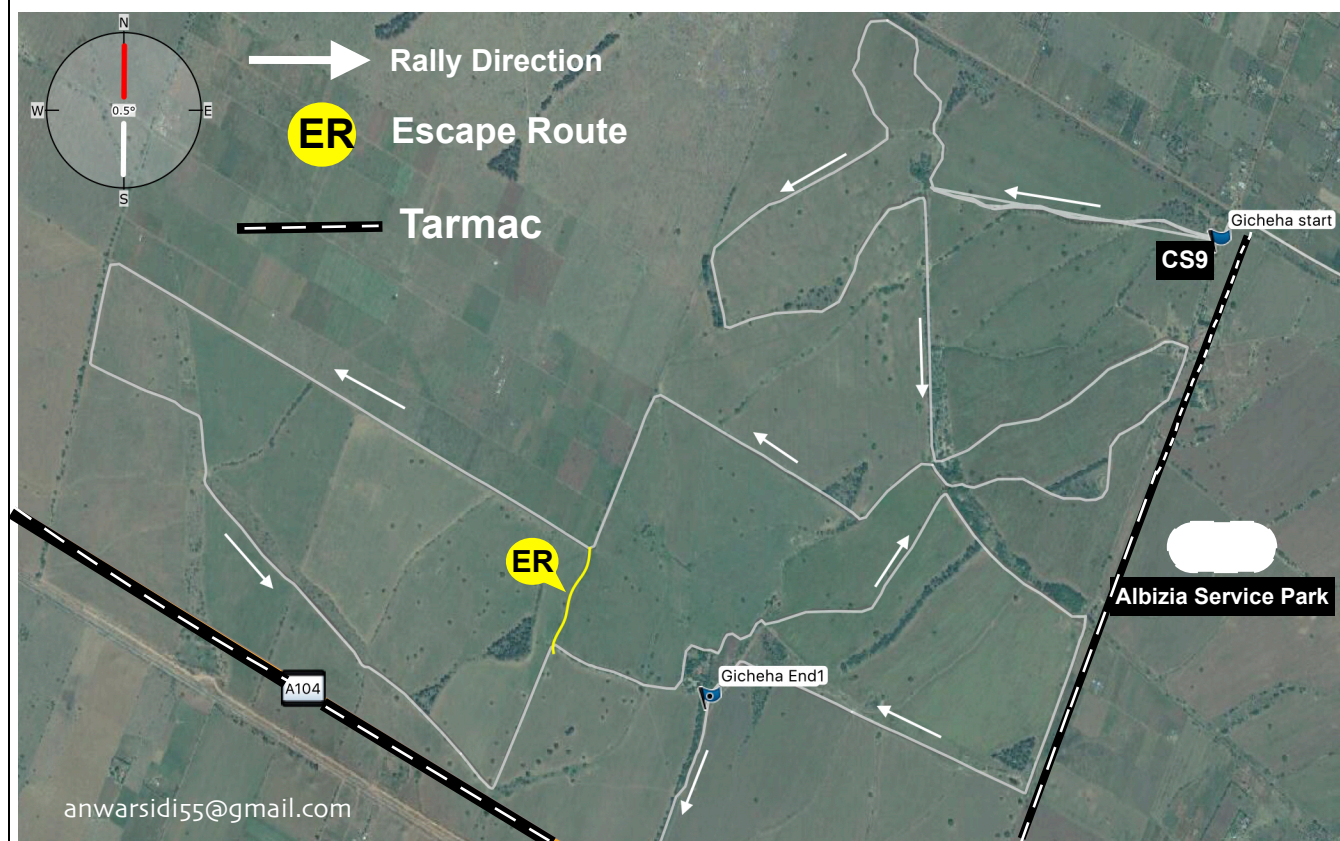 N
W
0.5°
E
S
Rally Direction
ER
Escape Route
Tarmac
Gicheha start
CS9
ER
Albizia Service Park
Gicheha End1
A104
anwarsidi55@gmail.com